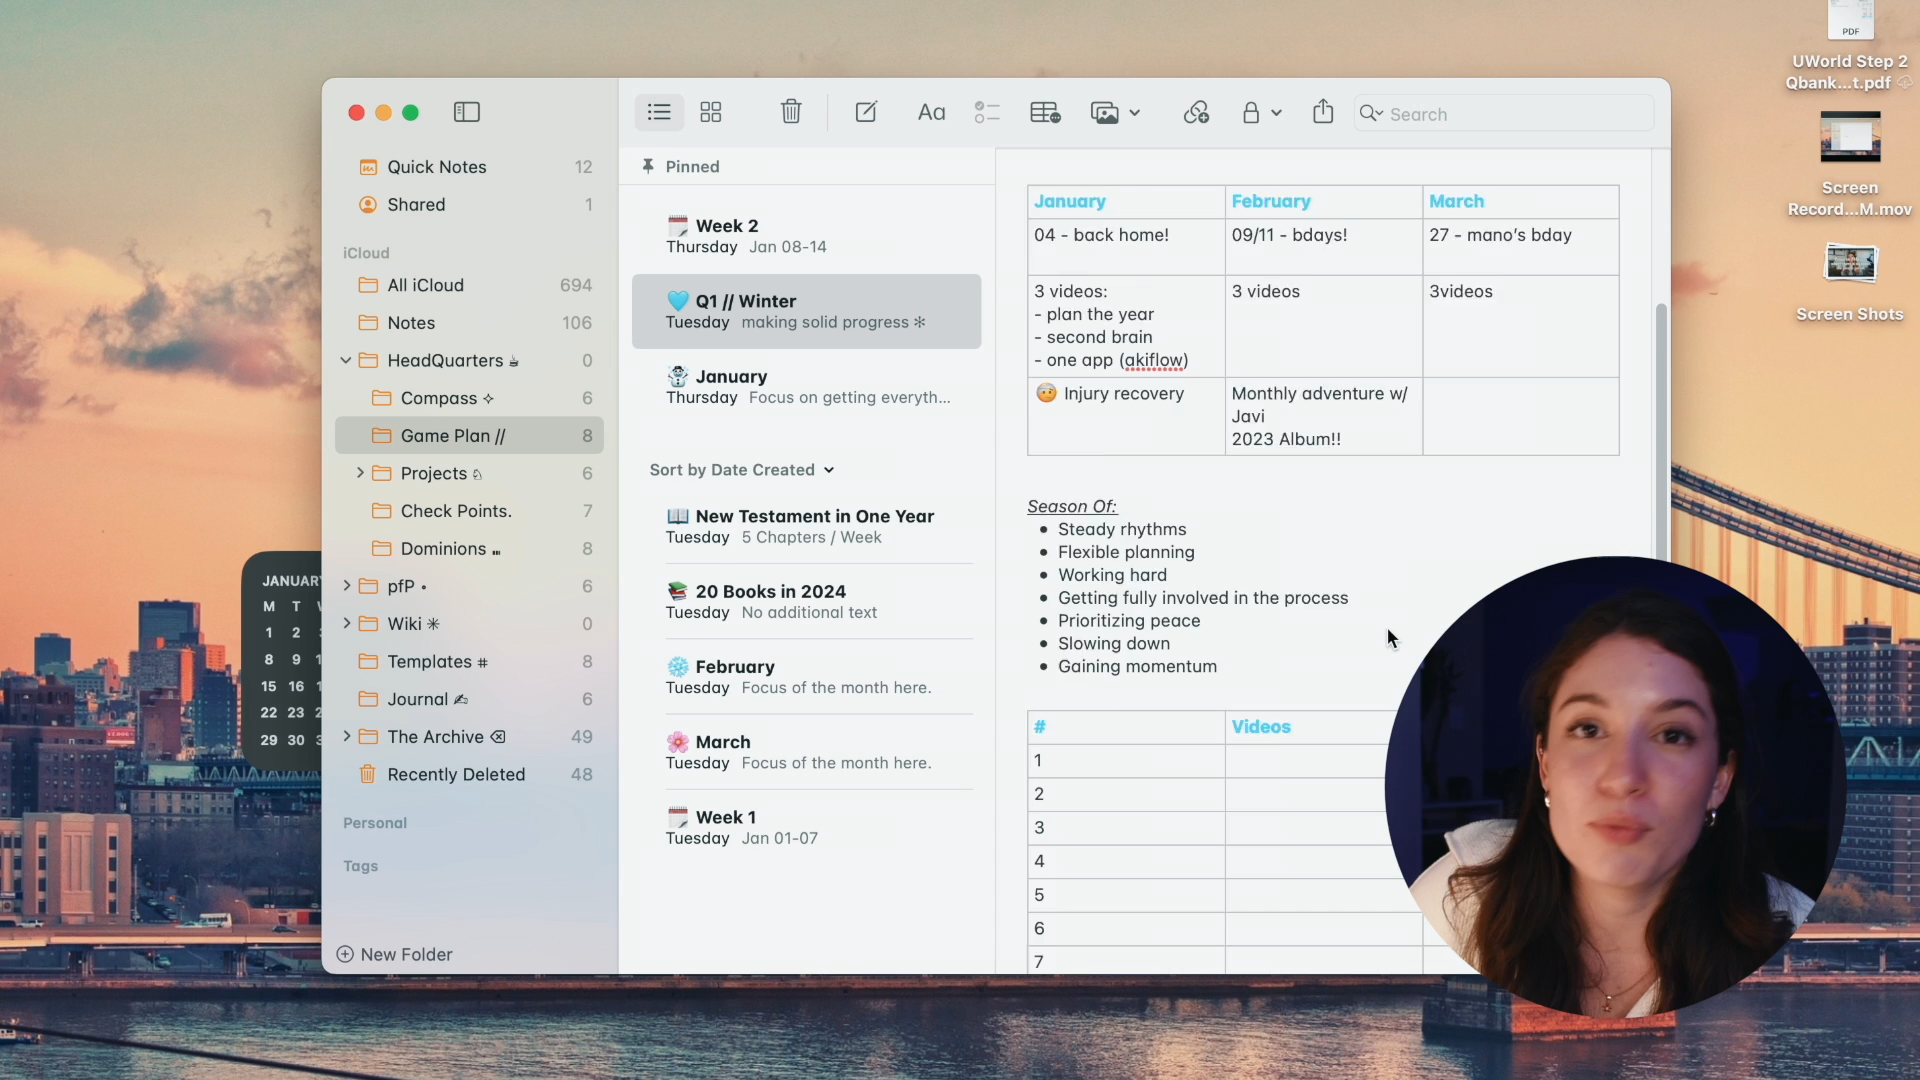 Quick Notes 12
Shared 1
iCloud
All iCloud 694
Notes 106
HeadQuarters 0
Compass 6
Game Plan // 8
Projects 6
Check Points. 7
Dominions 8
pfP • 6
Wiki ✳ 0
Templates # 8
Journal ✍ 6
The Archive ⌫ 49
Recently Deleted 48
Personal
Tags
New Folder
Aa
Search
Pinned
Week 2
Thursday Jan 08-14
Q1 // Winter
Tuesday making solid progress ✻
January
Thursday Focus on getting everyth...
Sort by Date Created
New Testament in One Year
Tuesday 5 Chapters / Week
20 Books in 2024
Tuesday No additional text
February
Tuesday Focus of the month here.
March
Tuesday Focus of the month here.
Week 1
Tuesday Jan 01-07
January February March
04 - back home! 09/11 - bdays! 27 - mano's bday
3 videos: 3 videos 3videos
- plan the year
- second brain
- one app (akiflow)
🤕 Injury recovery Monthly adventure w/
Javi
2023 Album!!
Season Of:
• Steady rhythms
• Flexible planning
• Working hard
• Getting fully involved in the process
• Prioritizing peace
• Slowing down
• Gaining momentum
# Videos
1
2
3
4
5
6
7
JANUAR
M T
1 2
8 9 1
15 16 1
22 23 2
29 30 3
PDF
UWorld Step 2
Qbank...t.pdf
Screen
Record...M.mov
Screen Shots